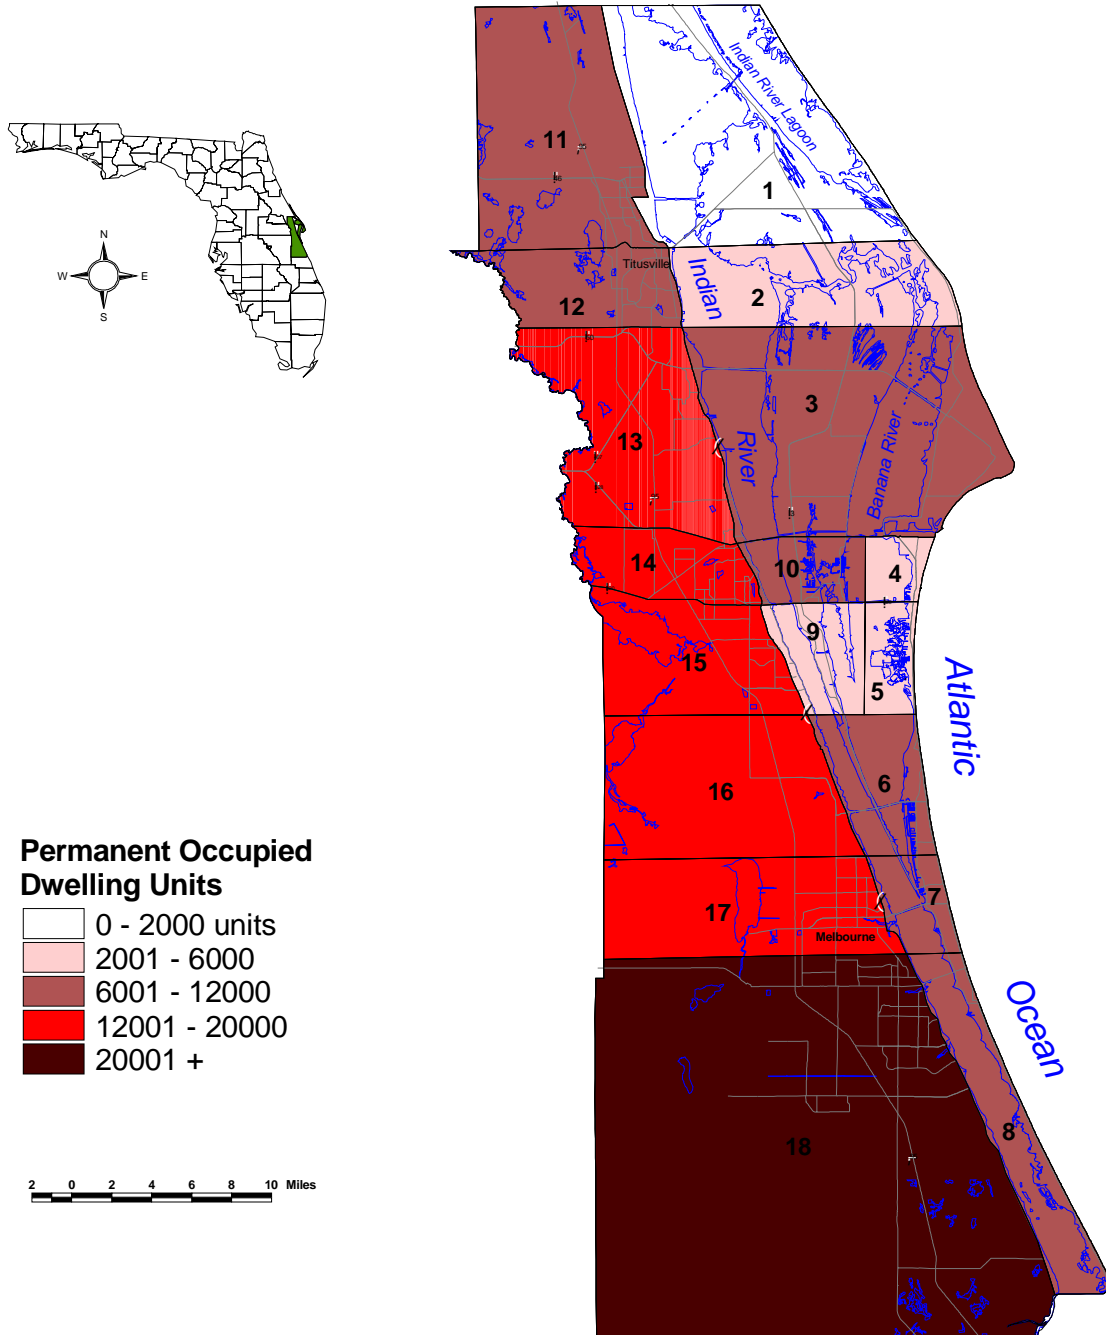 Indian River Lagoon
11
1
N
W
E
S
Titusville
Indian
2
12
3
13
River
Banana River
14
10
4
9
15
5
Atlantic
6
16
Permanent Occupied
Dwelling Units
0 - 2000 units
2001 - 6000
6001 - 12000
12001 - 20000
20001 +
7
17
Melbourne
Ocean
8
18
2 0 2 4 6 8 10 Miles